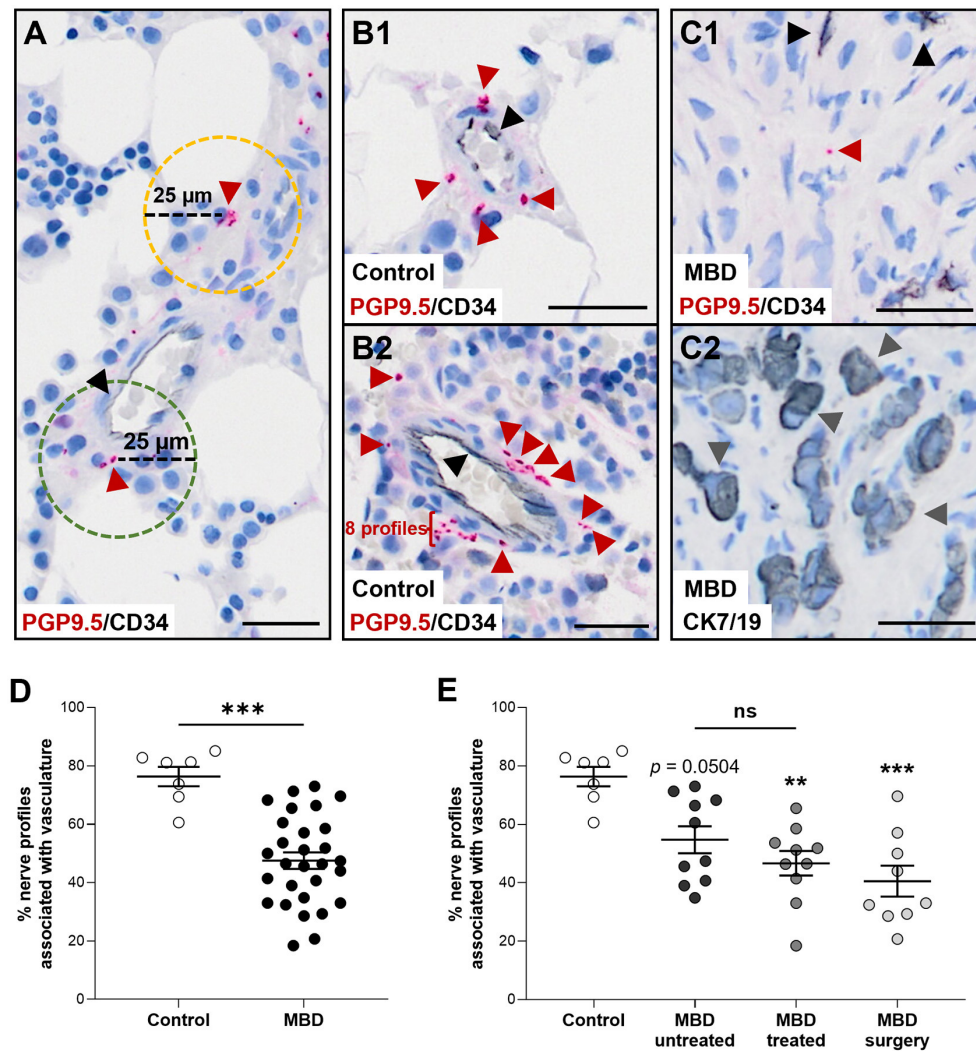 A
25 µm
25 µm
PGP9.5/CD34
B1
Control
PGP9.5/CD34
B2
8 profiles
Control
PGP9.5/CD34
C1
MBD
PGP9.5/CD34
C2
MBD
CK7/19
D
% nerve profiles
associated with vasculature
100
80
60
40
20
0
***
Control
MBD
E
% nerve profiles
associated with vasculature
100
80
60
40
20
0
ns
p = 0.0504
**
***
Control
MBD
untreated
MBD
treated
MBD
surgery